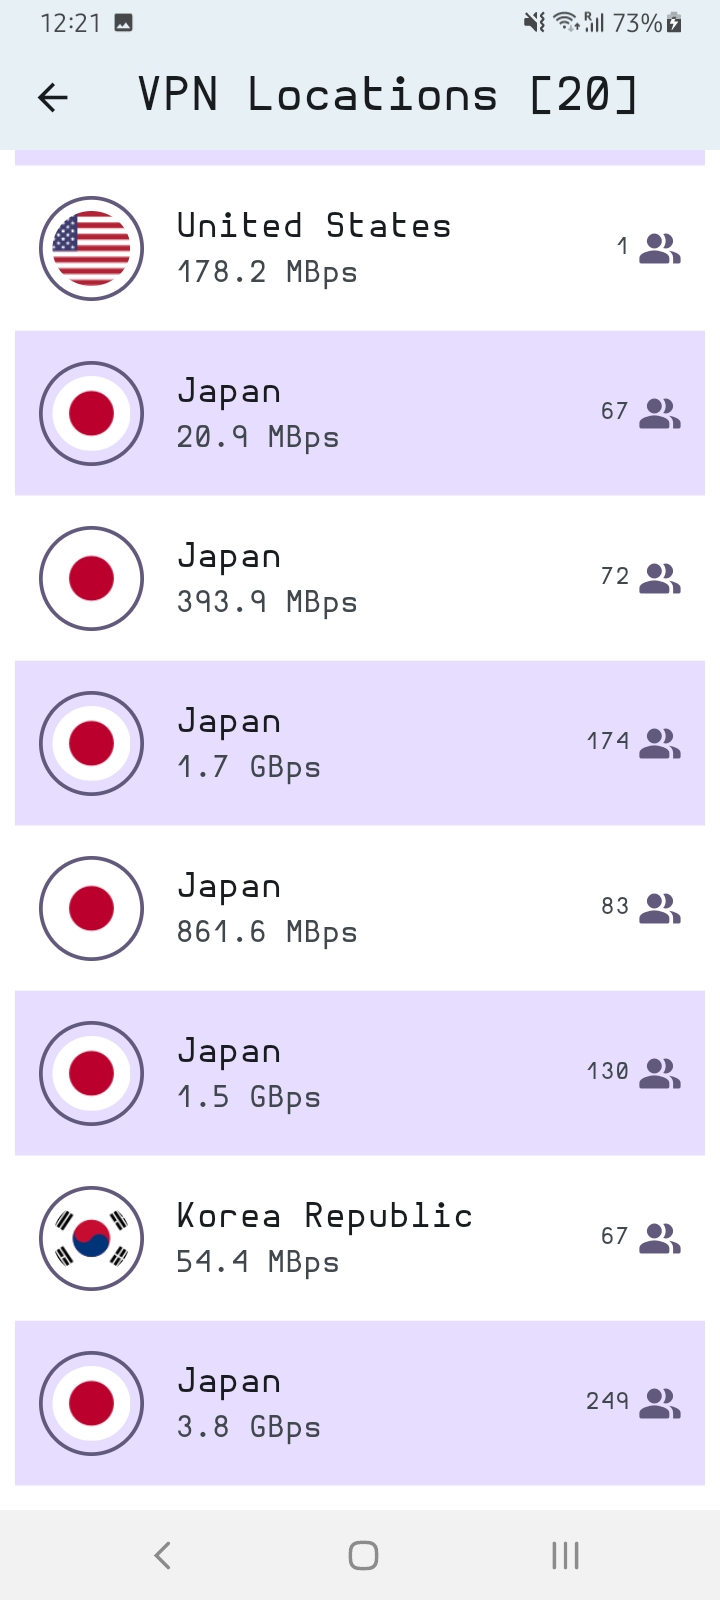 12:21 73%
VPN Locations [20]
United States
178.2 MBps
1
Japan
20.9 MBps
67
Japan
393.9 MBps
72
Japan
1.7 GBps
174
Japan
861.6 MBps
83
Japan
1.5 GBps
130
Korea Republic
54.4 MBps
67
Japan
3.8 GBps
249